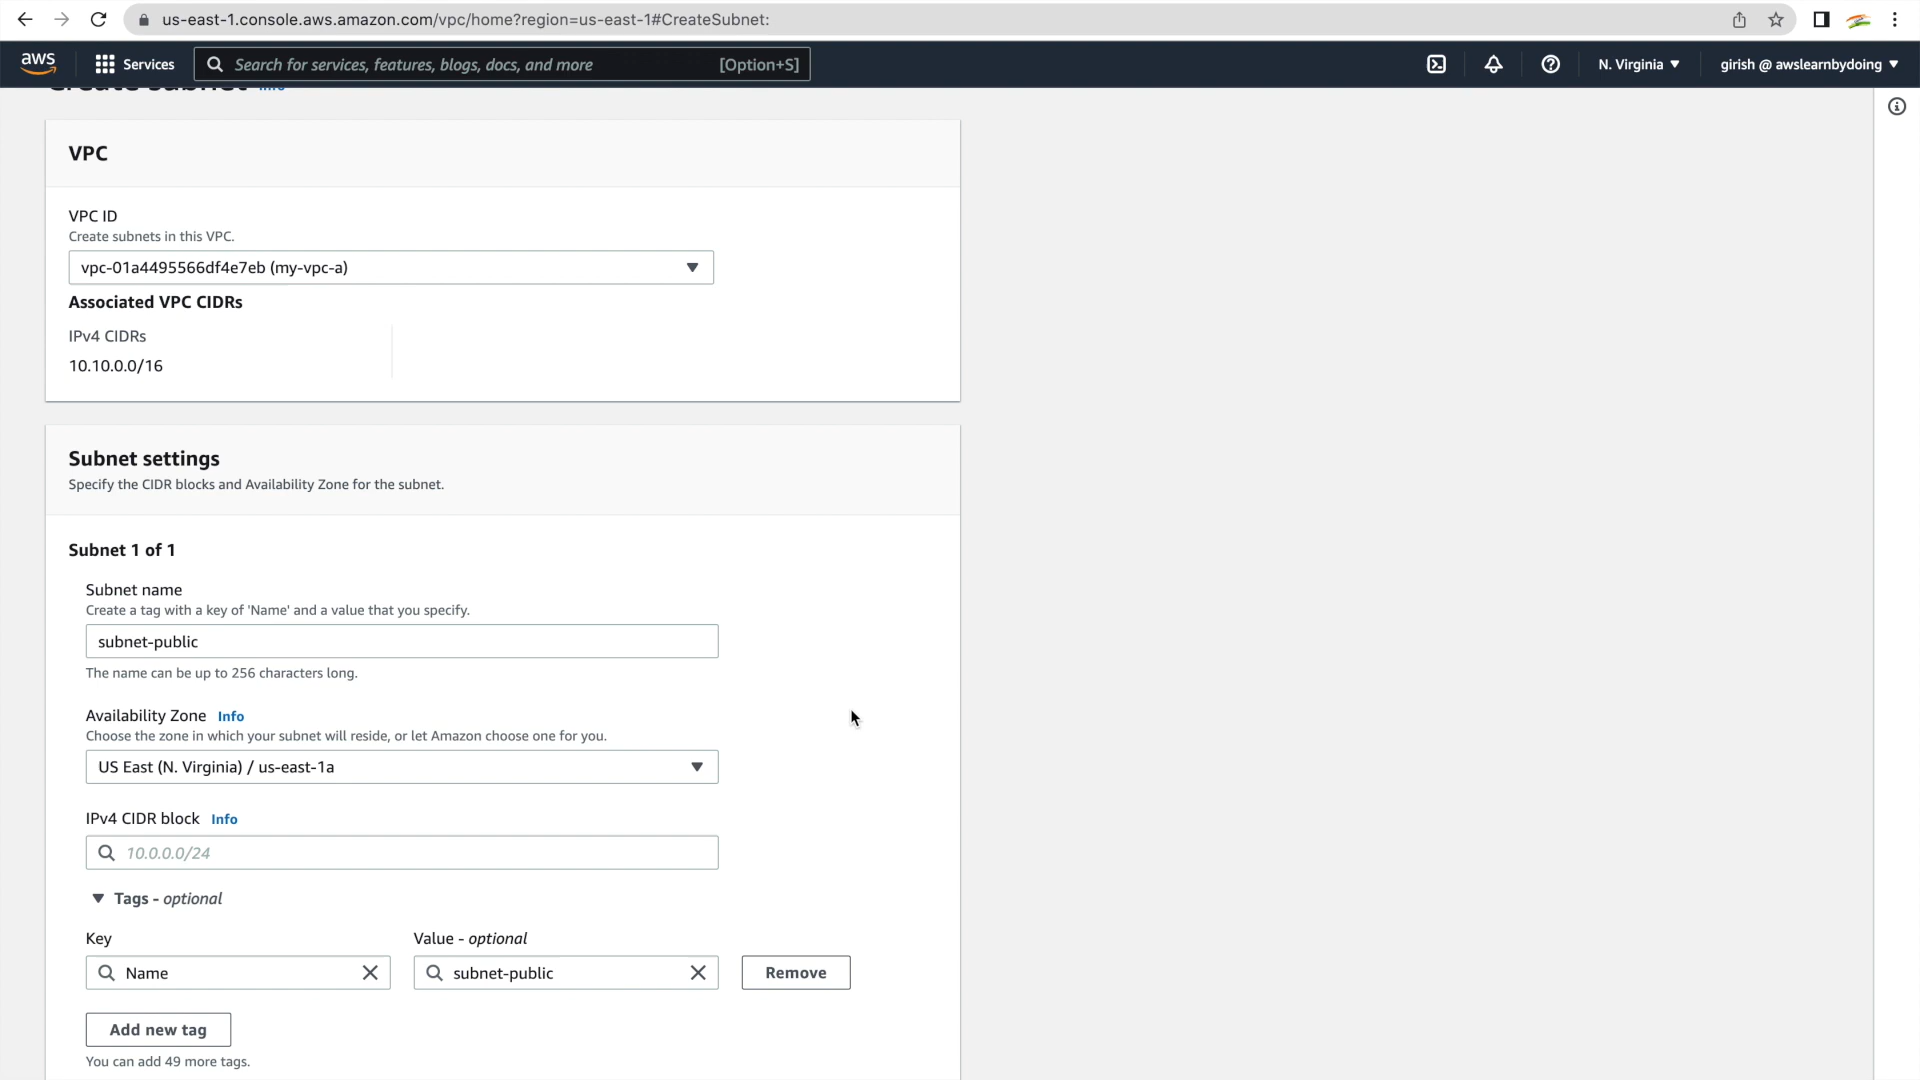 us-east-1.console.aws.amazon.com/vpc/home?region=us-east-1#CreateSubnet:
aws
Services
Search for services, features, blogs, docs, and more
[Option+S]
N. Virginia
girish @ awslearnbydoing
Create subnet Info
VPC
VPC ID
Create subnets in this VPC.
vpc-01a4495566df4e7eb (my-vpc-a)
Associated VPC CIDRs
IPv4 CIDRs
10.10.0.0/16
Subnet settings
Specify the CIDR blocks and Availability Zone for the subnet.
Subnet 1 of 1
Subnet name
Create a tag with a key of 'Name' and a value that you specify.
subnet-public
The name can be up to 256 characters long.
Availability Zone Info
Choose the zone in which your subnet will reside, or let Amazon choose one for you.
US East (N. Virginia) / us-east-1a
IPv4 CIDR block Info
10.0.0.0/24
Tags - optional
Key
Value - optional
Name
subnet-public
Remove
Add new tag
You can add 49 more tags.